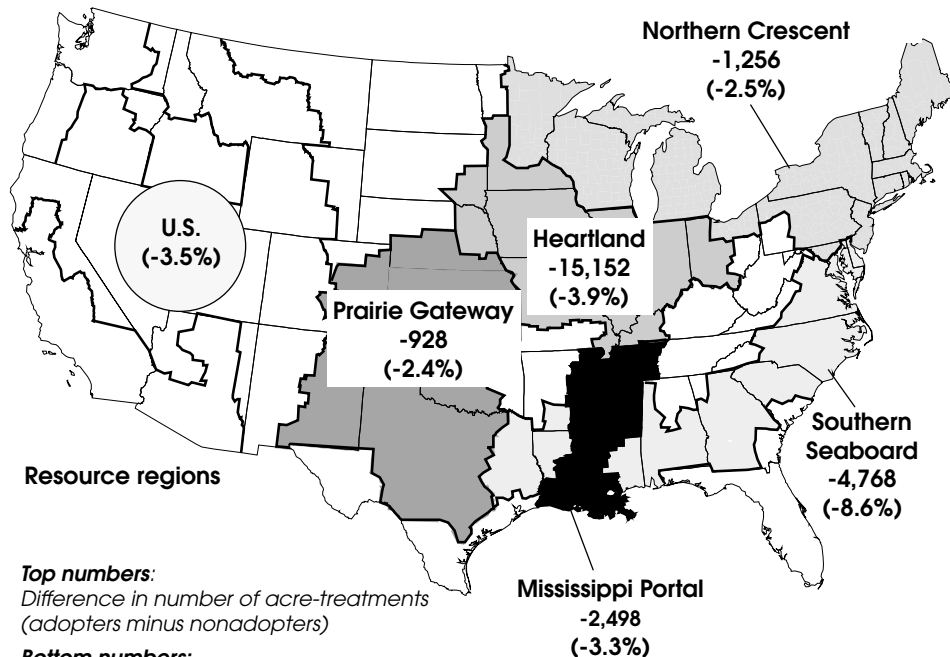 Northern Crescent
-1,256
(-2.5%)
U.S.
(-3.5%)
Heartland
-15,152
(-3.9%)
Prairie Gateway
-928
(-2.4%)
Southern
Seaboard
-4,768
(-8.6%)
Resource regions
Mississippi Portal
-2,498
(-3.3%)
Top numbers:
Difference in number of acre-treatments
(adopters minus nonadopters)
Bottom numbers: